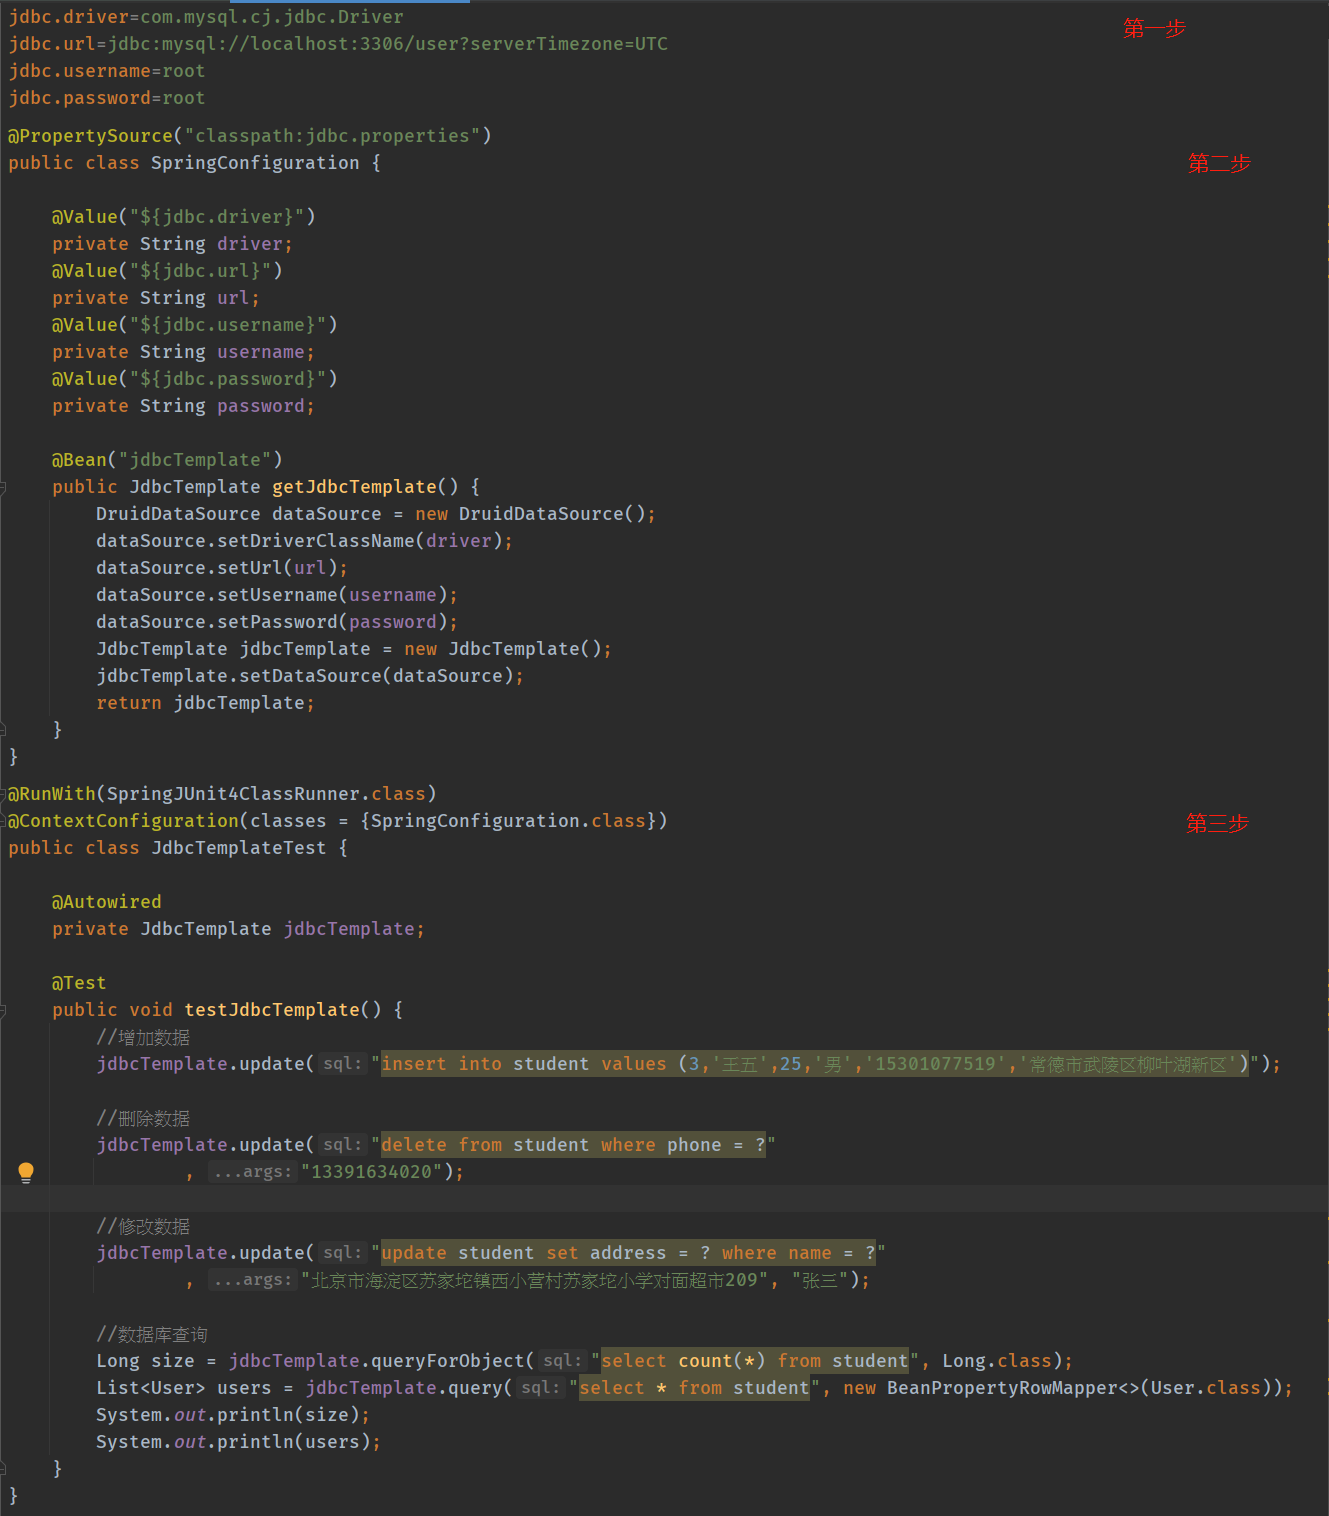 jdbc.driver=com.mysql.cj.jdbc.Driver
第一步
jdbc.url=jdbc:mysql://localhost:3306/user?serverTimezone=UTC
jdbc.username=root
jdbc.password=root
@PropertySource("classpath:jdbc.properties")
public class SpringConfiguration {
第二步
@Value("${jdbc.driver}")
private String driver;
@Value("${jdbc.url}")
private String url;
@Value("${jdbc.username}")
private String username;
@Value("${jdbc.password}")
private String password;
@Bean("jdbcTemplate")
public JdbcTemplate getJdbcTemplate() {
DruidDataSource dataSource = new DruidDataSource();
dataSource.setDriverClassName(driver);
dataSource.setUrl(url);
dataSource.setUsername(username);
dataSource.setPassword(password);
JdbcTemplate jdbcTemplate = new JdbcTemplate();
jdbcTemplate.setDataSource(dataSource);
return jdbcTemplate;
}
}
@RunWith(SpringJUnit4ClassRunner.class)
@ContextConfiguration(classes = {SpringConfiguration.class})
第三步
public class JdbcTemplateTest {
@Autowired
private JdbcTemplate jdbcTemplate;
@Test
public void testJdbcTemplate() {
//增加数据
jdbcTemplate.update( sql: "insert into student values (3,'王五',25,'男','15301077519','常德市武陵区柳叶湖新区')");
//删除数据
jdbcTemplate.update( sql: "delete from student where phone = ?"
, ...args: "13391634020");
//修改数据
jdbcTemplate.update( sql: "update student set address = ? where name = ?"
, ...args: "北京市海淀区苏家坨镇西小营村苏家坨小学对面超市209", "张三");
//数据库查询
Long size = jdbcTemplate.queryForObject( sql: "select count(*) from student", Long.class);
List<User> users = jdbcTemplate.query( sql: "select * from student", new BeanPropertyRowMapper<>(User.class));
System.out.println(size);
System.out.println(users);
}
}